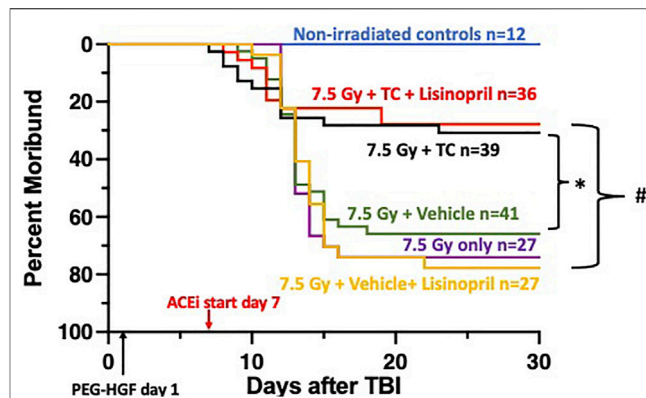 Non-irradiated controls n=12
0
7.5 Gy + TC + Lisinopril n=36
20
7.5 Gy + TC n=39
40
*
#
7.5 Gy + Vehicle n=41
60
7.5 Gy only n=27
80
7.5 Gy + Vehicle+ Lisinopril n=27
ACEi start day 7
100
Percent Moribund
0 10 20 30
PEG-HGF day 1
Days after TBI